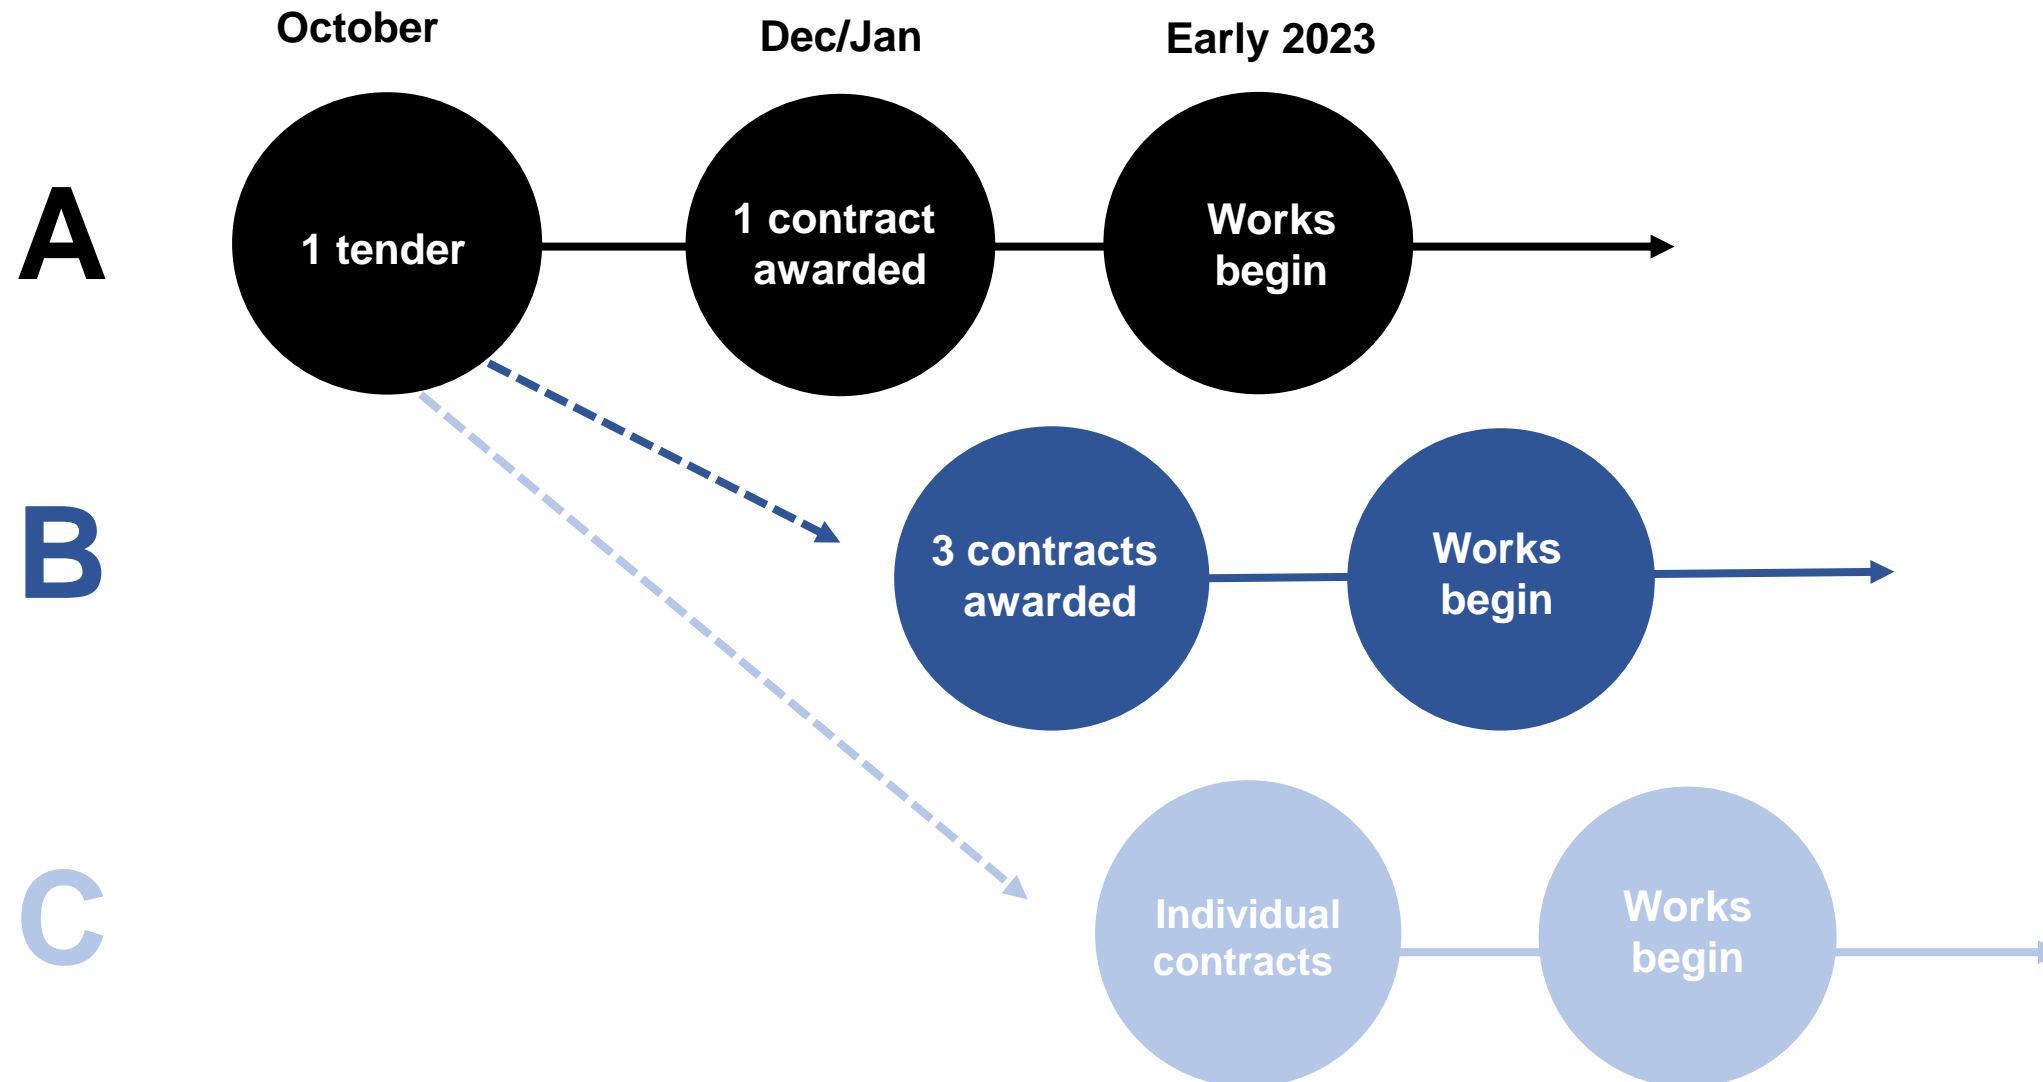 October
Dec/Jan
Early 2023
A
1 tender
1 contract
awarded
Works
begin
B
3 contracts
awarded
Works
begin
C
Individual
contracts
Works
begin